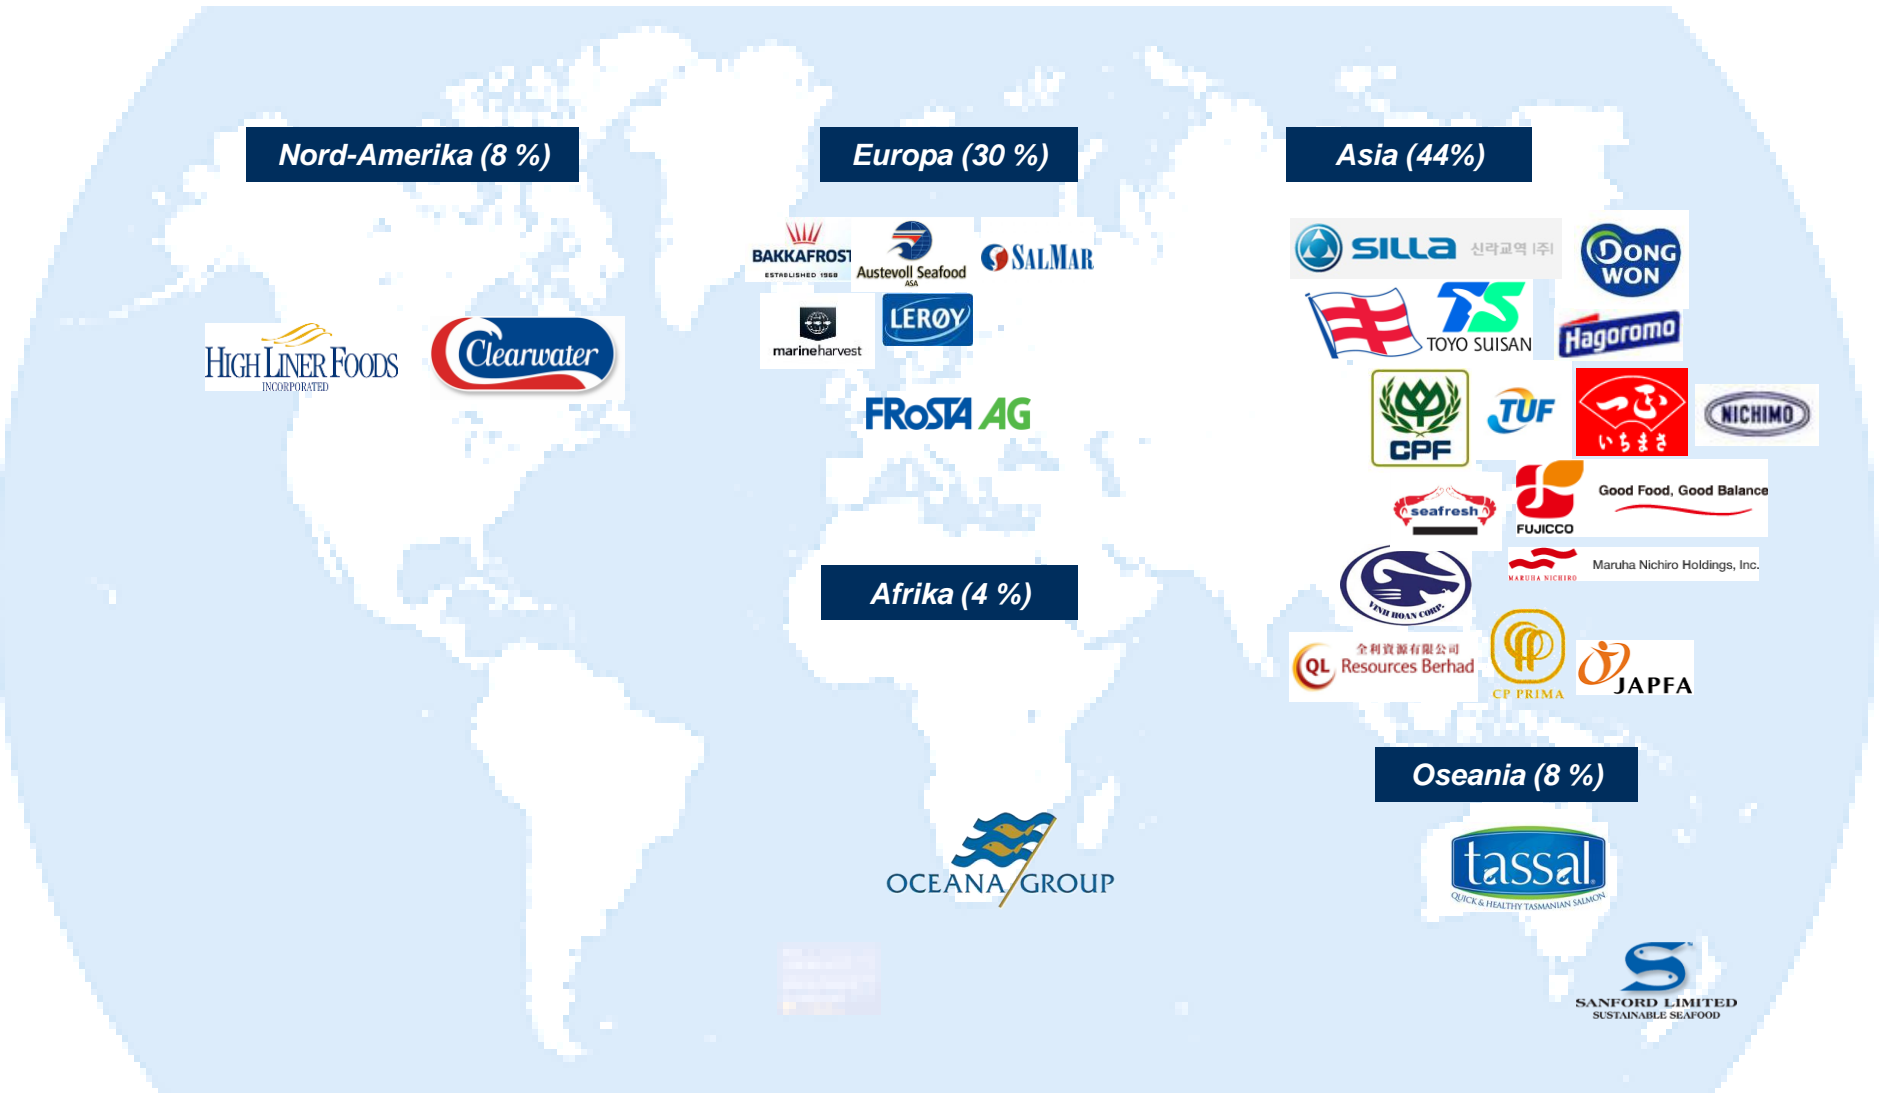 Nord-Amerika (8 %)
Europa (30 %)
Asia (44%)
BAKKAFROST
ESTABLISHED 1968
Austevoll Seafood
ASA
SALMAR
SILLA 신라교역 (주)
DONG
WON
marineharvest
LERØY
TOYO SUISAN
Hagoromo
HIGH LINER FOODS
INCORPORATED
Clearwater
FRoSTA AG
CPF
TUF
一正
いちまさ
NICHIMO
seafresh
FUJICCO
Good Food, Good Balance
MARUHA NICHIRO
Maruha Nichiro Holdings, Inc.
Afrika (4 %)
VINH HOAN CORP.
QL
全利資源有限公司
Resources Berhad
CP PRIMA
JAPFA
Oseania (8 %)
OCEANA GROUP
tassal
QUICK & HEALTHY TASMANIAN SALMON
SANFORD LIMITED
SUSTAINABLE SEAFOOD